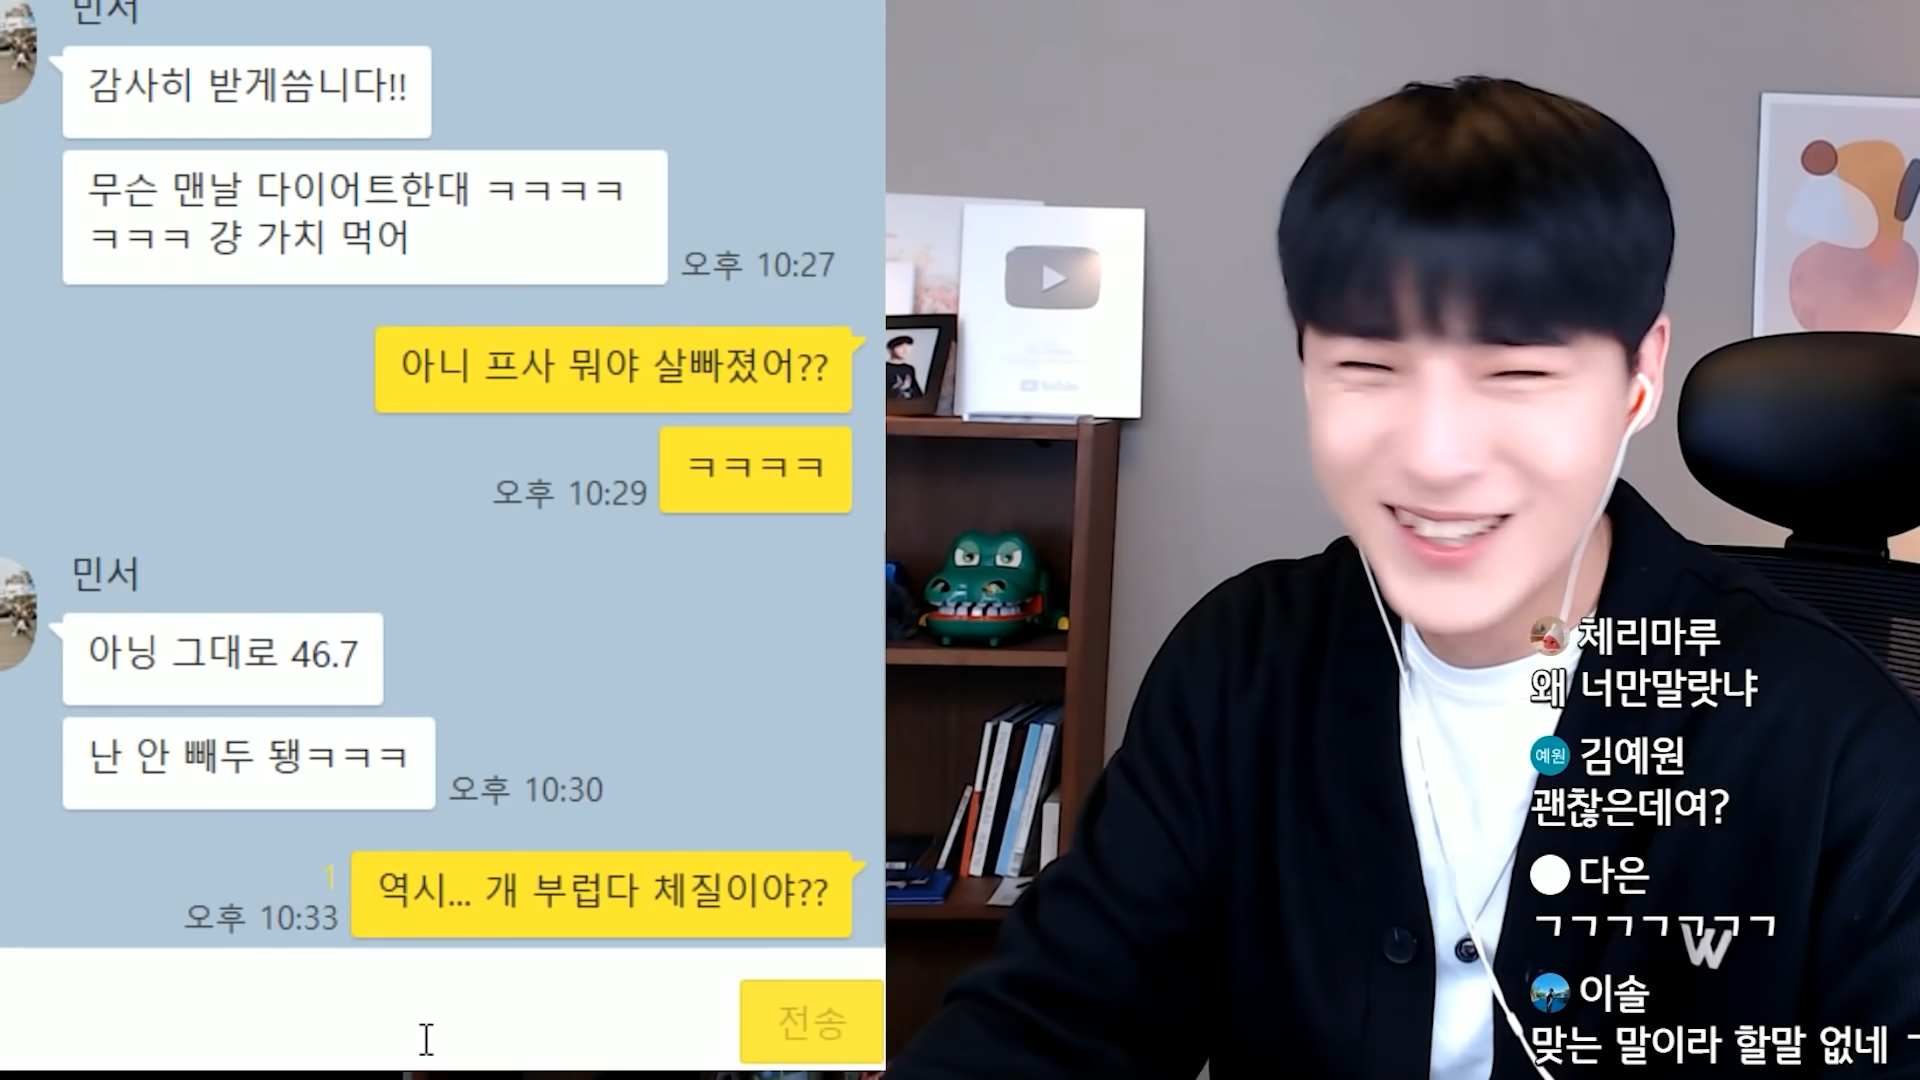 민서
감사히 받게씀니다!!
무슨 맨날 다이어트한대 ㅋㅋㅋㅋ
ㅋㅋㅋ 걍 가치 먹어
오후 10:27
아니 프사 뭐야 살빠졌어??
ㅋㅋㅋㅋ
오후 10:29
민서
아닝 그대로 46.7
난 안 빼두 됑ㅋㅋㅋ
오후 10:30
역시... 개 부럽다 체질이야??
1
오후 10:33
전송
체리마루
왜 너만말랏냐
예원
김예원
괜찮은데여?
다은
ㄱㄱㄱㄱㄱㄱㄱ
W
이솔
맞는 말이라 할말 없네